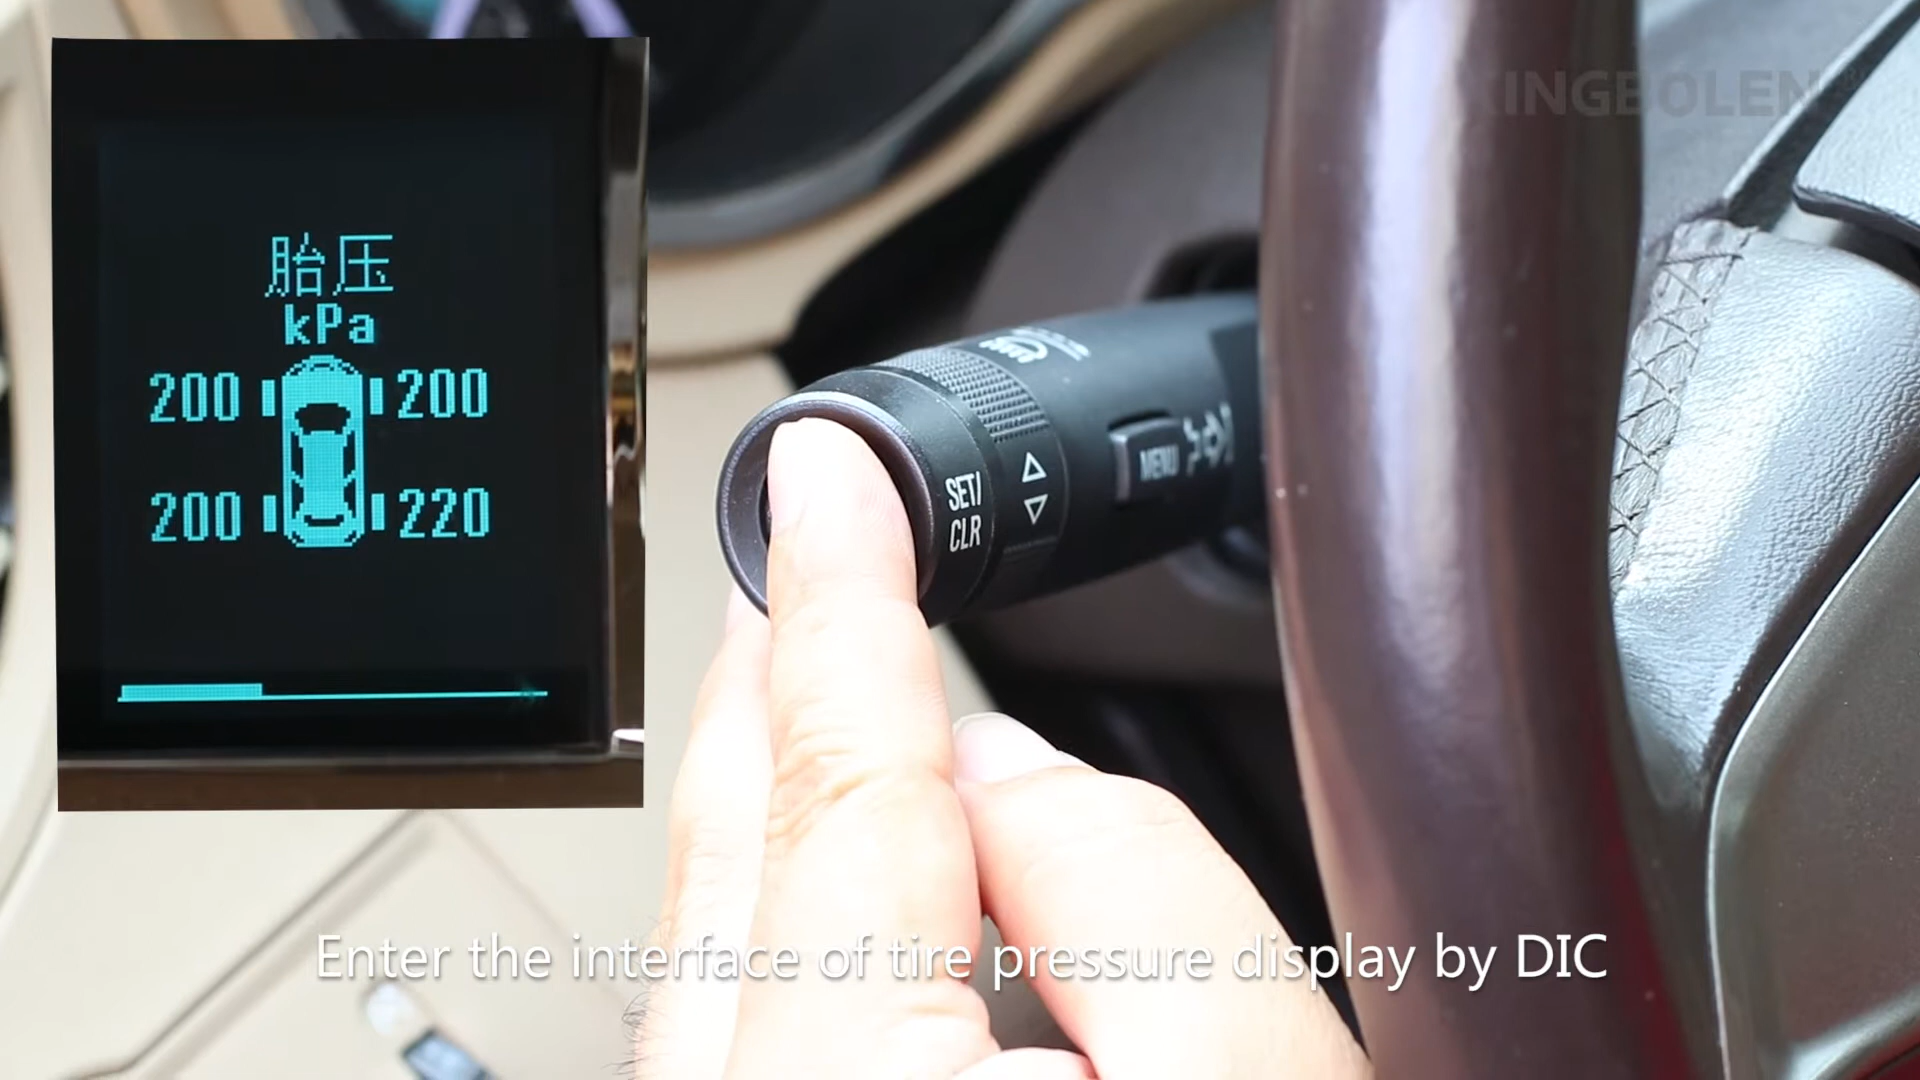 胎压
kPa
200 200
200 220
SET/
CLR
MENU
Enter the interface of tire pressure display by DIC